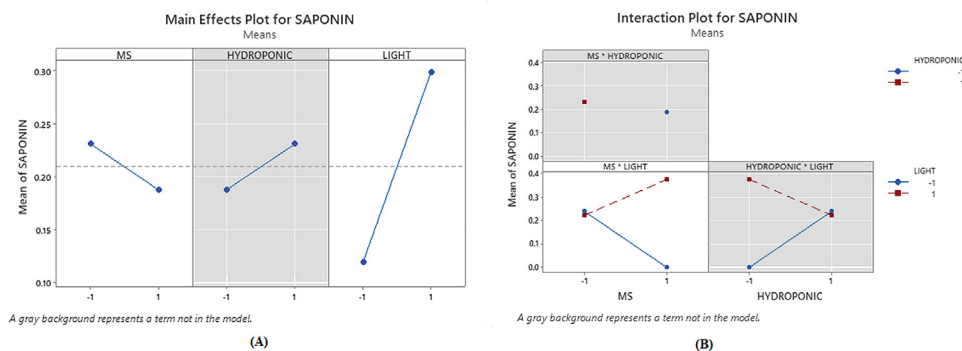 Main Effects Plot for SAPONIN
Means
MS HYDROPONIC LIGHT
Mean of SAPONIN
0.30
0.25
0.20
0.15
0.10
-1 1 -1 1 -1 1
A gray background represents a term not in the model.
(A)
Interaction Plot for SAPONIN
Means
MS * HYDROPONIC
0.4
0.3
0.2
0.1
0.0
HYDROPONIC
MS * LIGHT HYDROPONIC * LIGHT
Mean of SAPONIN
0.4
0.3
0.2
0.1
0.0
LIGHT
-1
1
-1 1 -1 1
MS HYDROPONIC
A gray background represents a term not in the model.
(B)